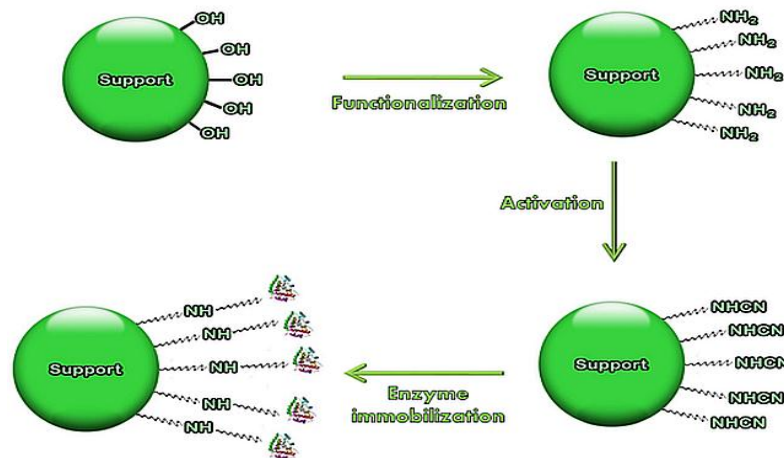 Support
OH
OH
OH
OH
OH
Functionalization
Support
NH2
NH2
NH2
NH2
NH2
Activation
Support
NHCN
NHCN
NHCN
NHCN
NHCN
Enzyme
immobilization
Support
NH
NH
NH
NH
NH